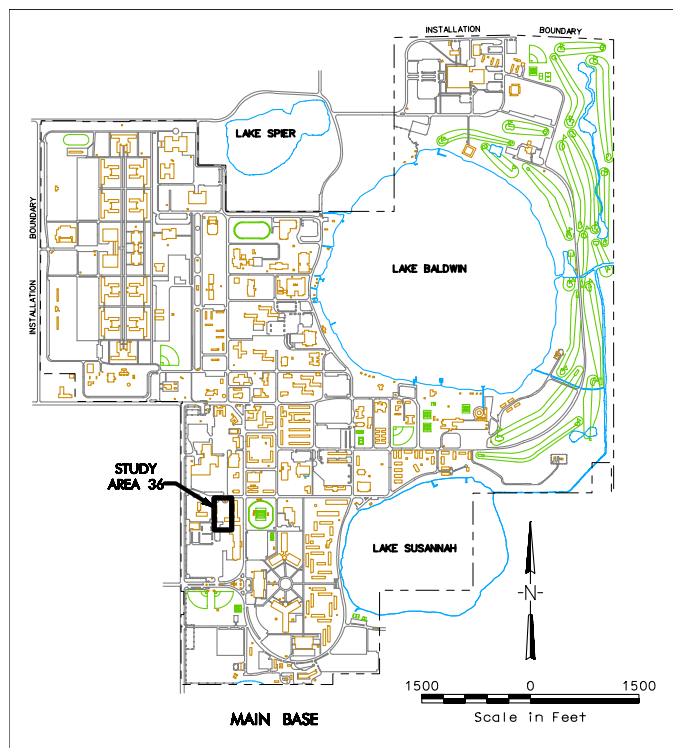 INSTALLATION BOUNDARY
LAKE SPIER
BOUNDARY
INSTALLATION
LAKE BALDWIN
STUDY
AREA 36
LAKE SUSANNAH
-N-
1500 0 1500
Scale in Feet
MAIN BASE